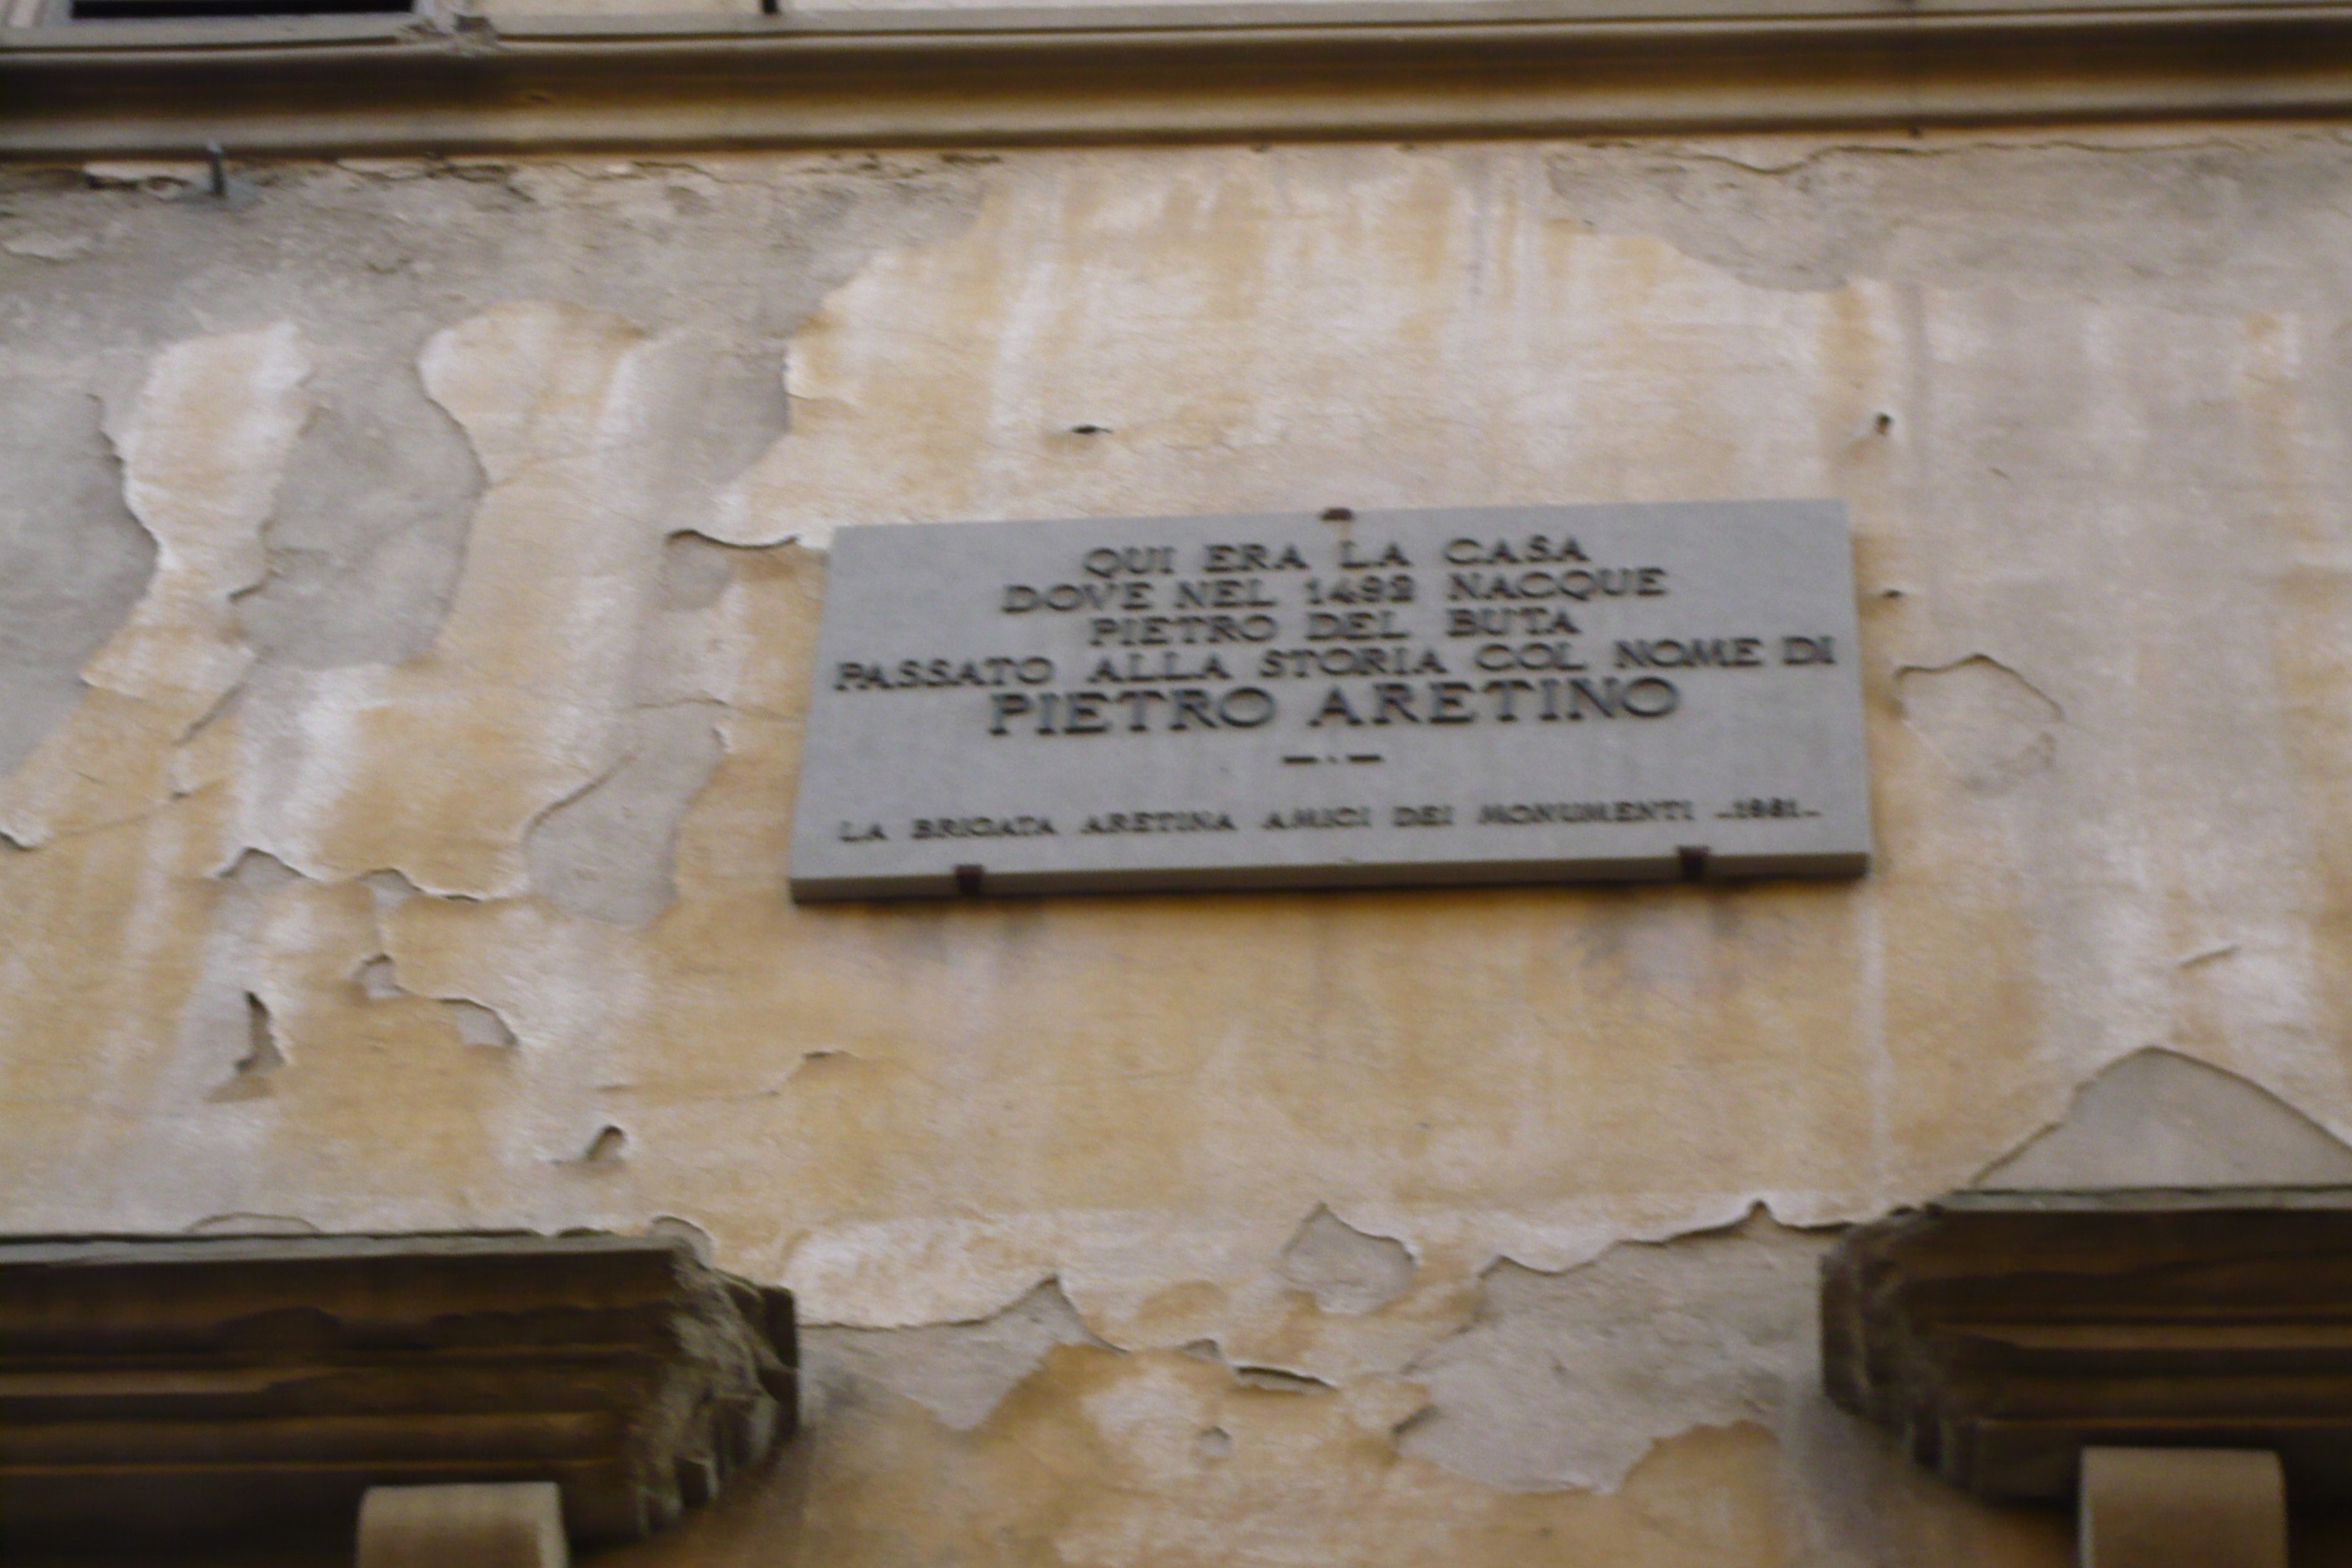 QUI ERA LA CASA
DOVE NEL 1492 NACQUE
PIETRO DEL BUTA
PASSATO ALLA STORIA COL NOME DI
PIETRO ARETINO
LA BRIGATA ARETINA AMICI DEI MONUMENTI -1981-